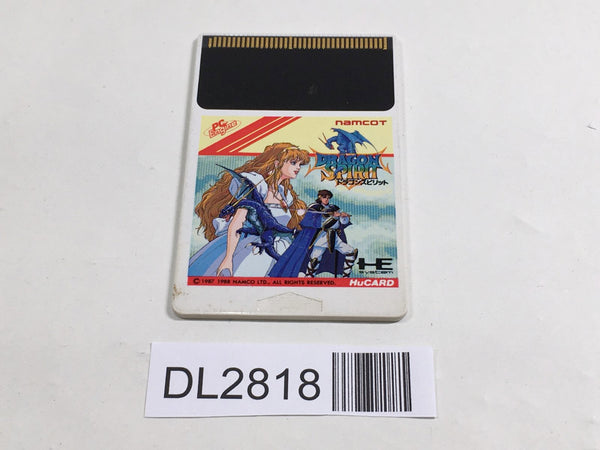 PC Engine
namcot
DRAGON
SPIRIT
ドラゴンスピリット
HE
system
© 1987 1988 NAMCO LTD., ALL RIGHTS RESERVED.
HuCARD
DL2818